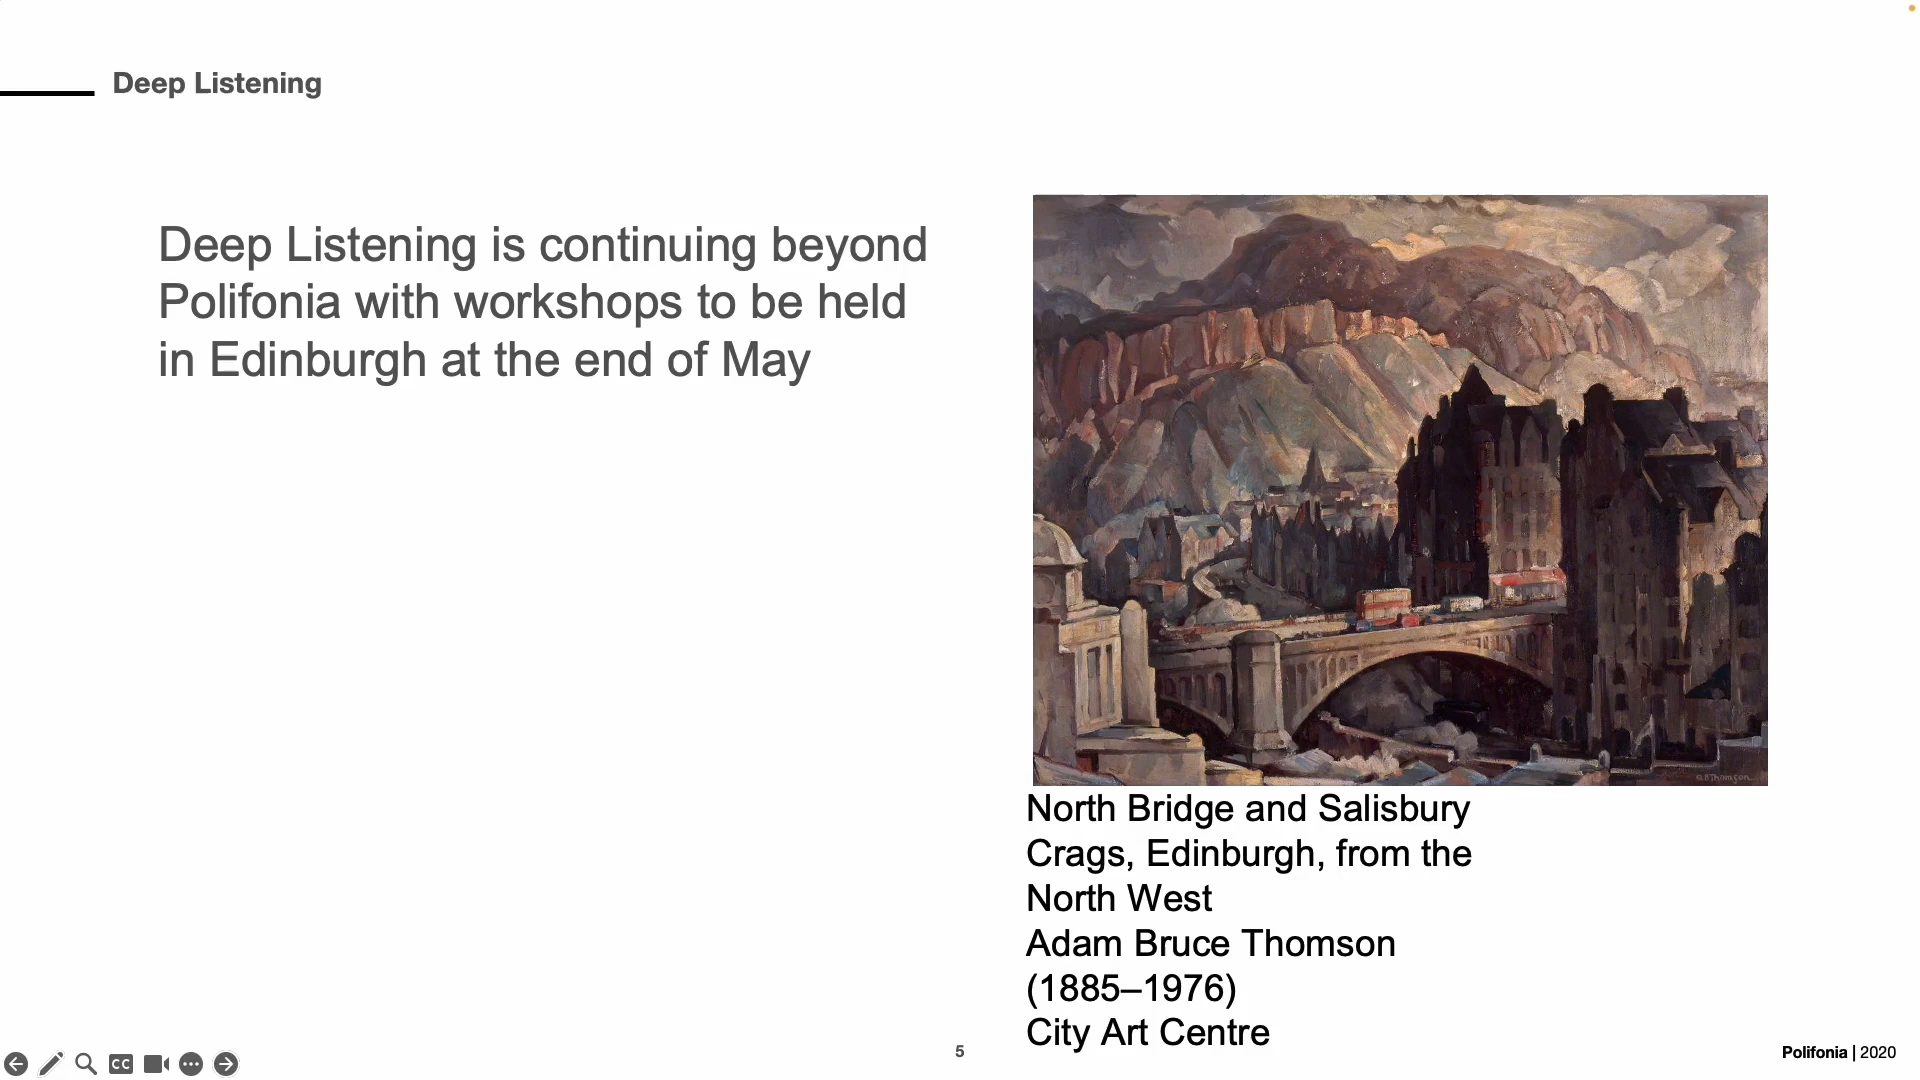 Deep Listening
Deep Listening is continuing beyond
Polifonia with workshops to be held
in Edinburgh at the end of May
A B Thomson
North Bridge and Salisbury
Crags, Edinburgh, from the
North West
Adam Bruce Thomson
(1885–1976)
City Art Centre
5
Polifonia | 2020
CC